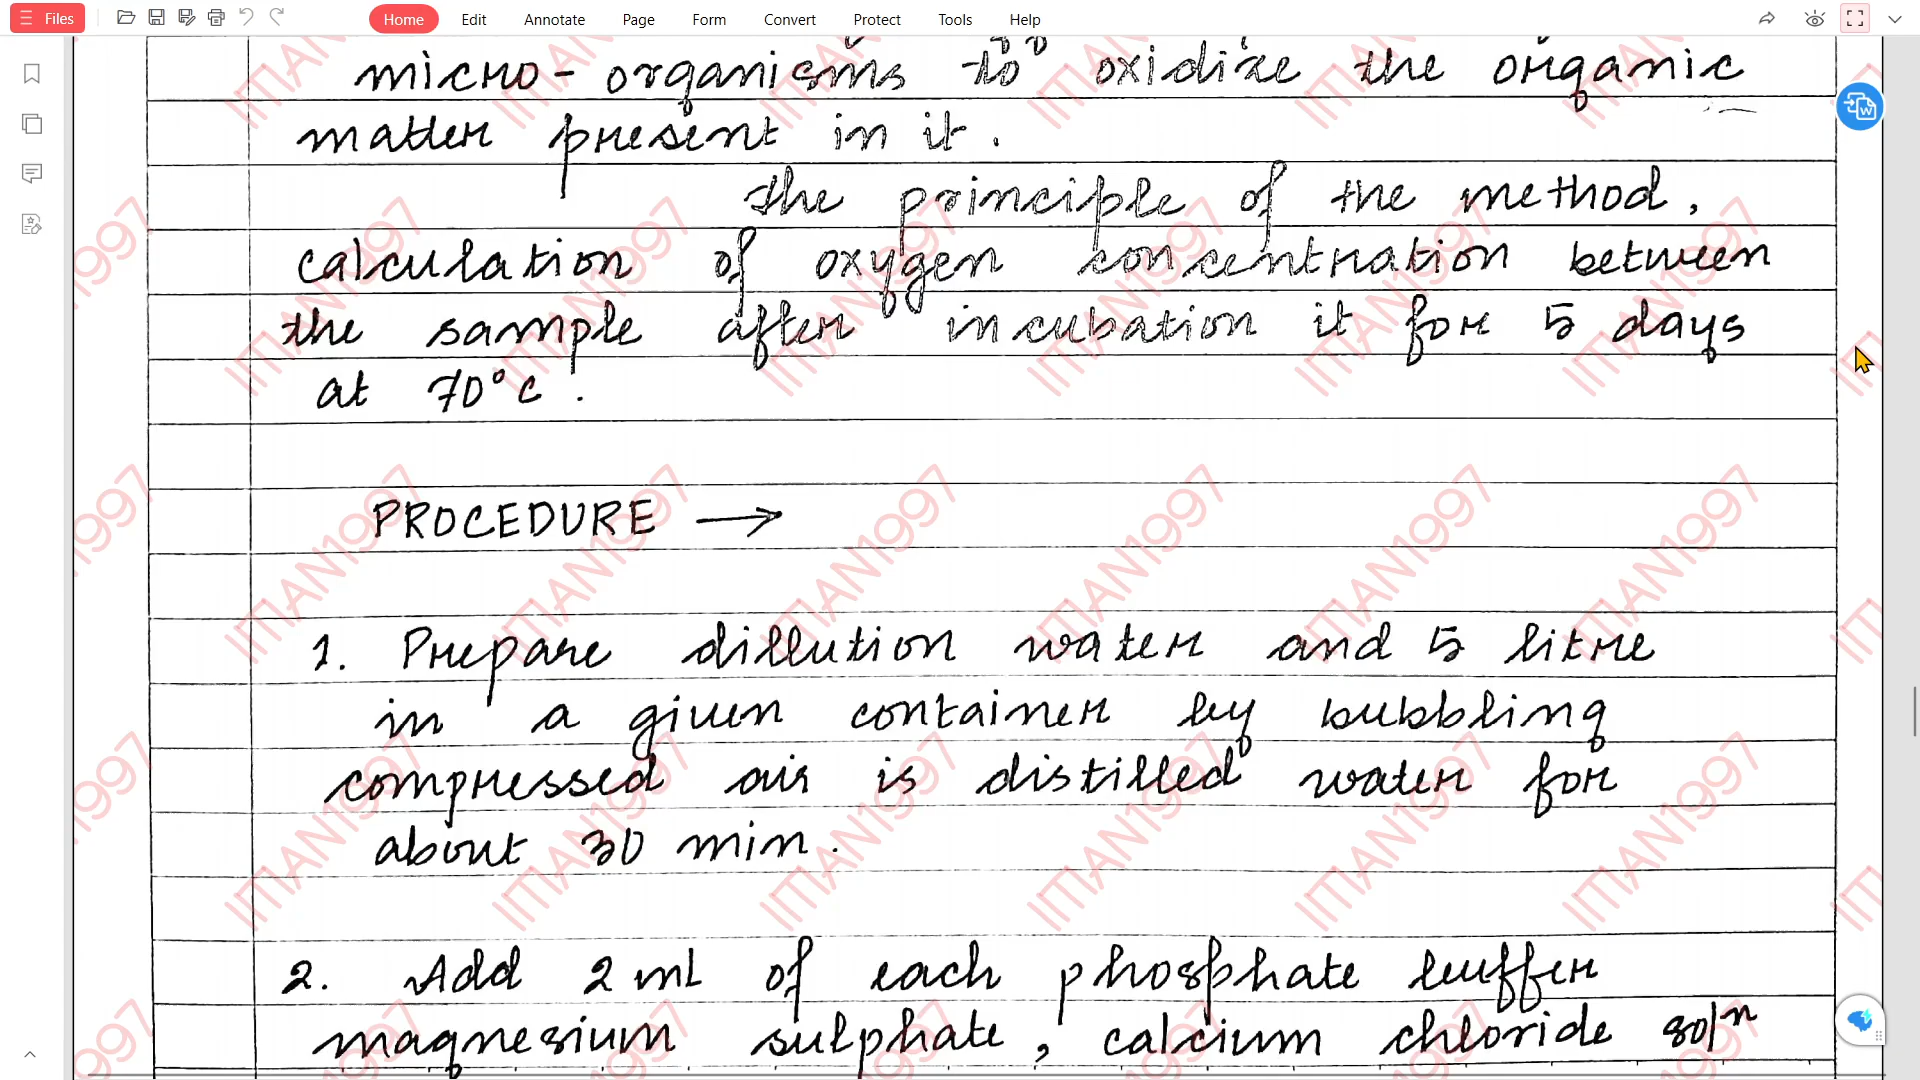 Files
Home Edit Annotate Page Form Convert Protect Tools Help
micro-organisms to oxidize the organic
matter present in it.
the principle of the method,
calculation of oxygen concentration between
the sample after incubation it for 5 days
at 70°C.
PROCEDURE →
1. Prepare dillution water and 5 litre
in a given container by bubbling
compressed air is distilled water for
about 30 min.
2. Add 2 mL of each phosphate buffer
magnesium sulphate, calcium chloride solⁿ
IMAN1997